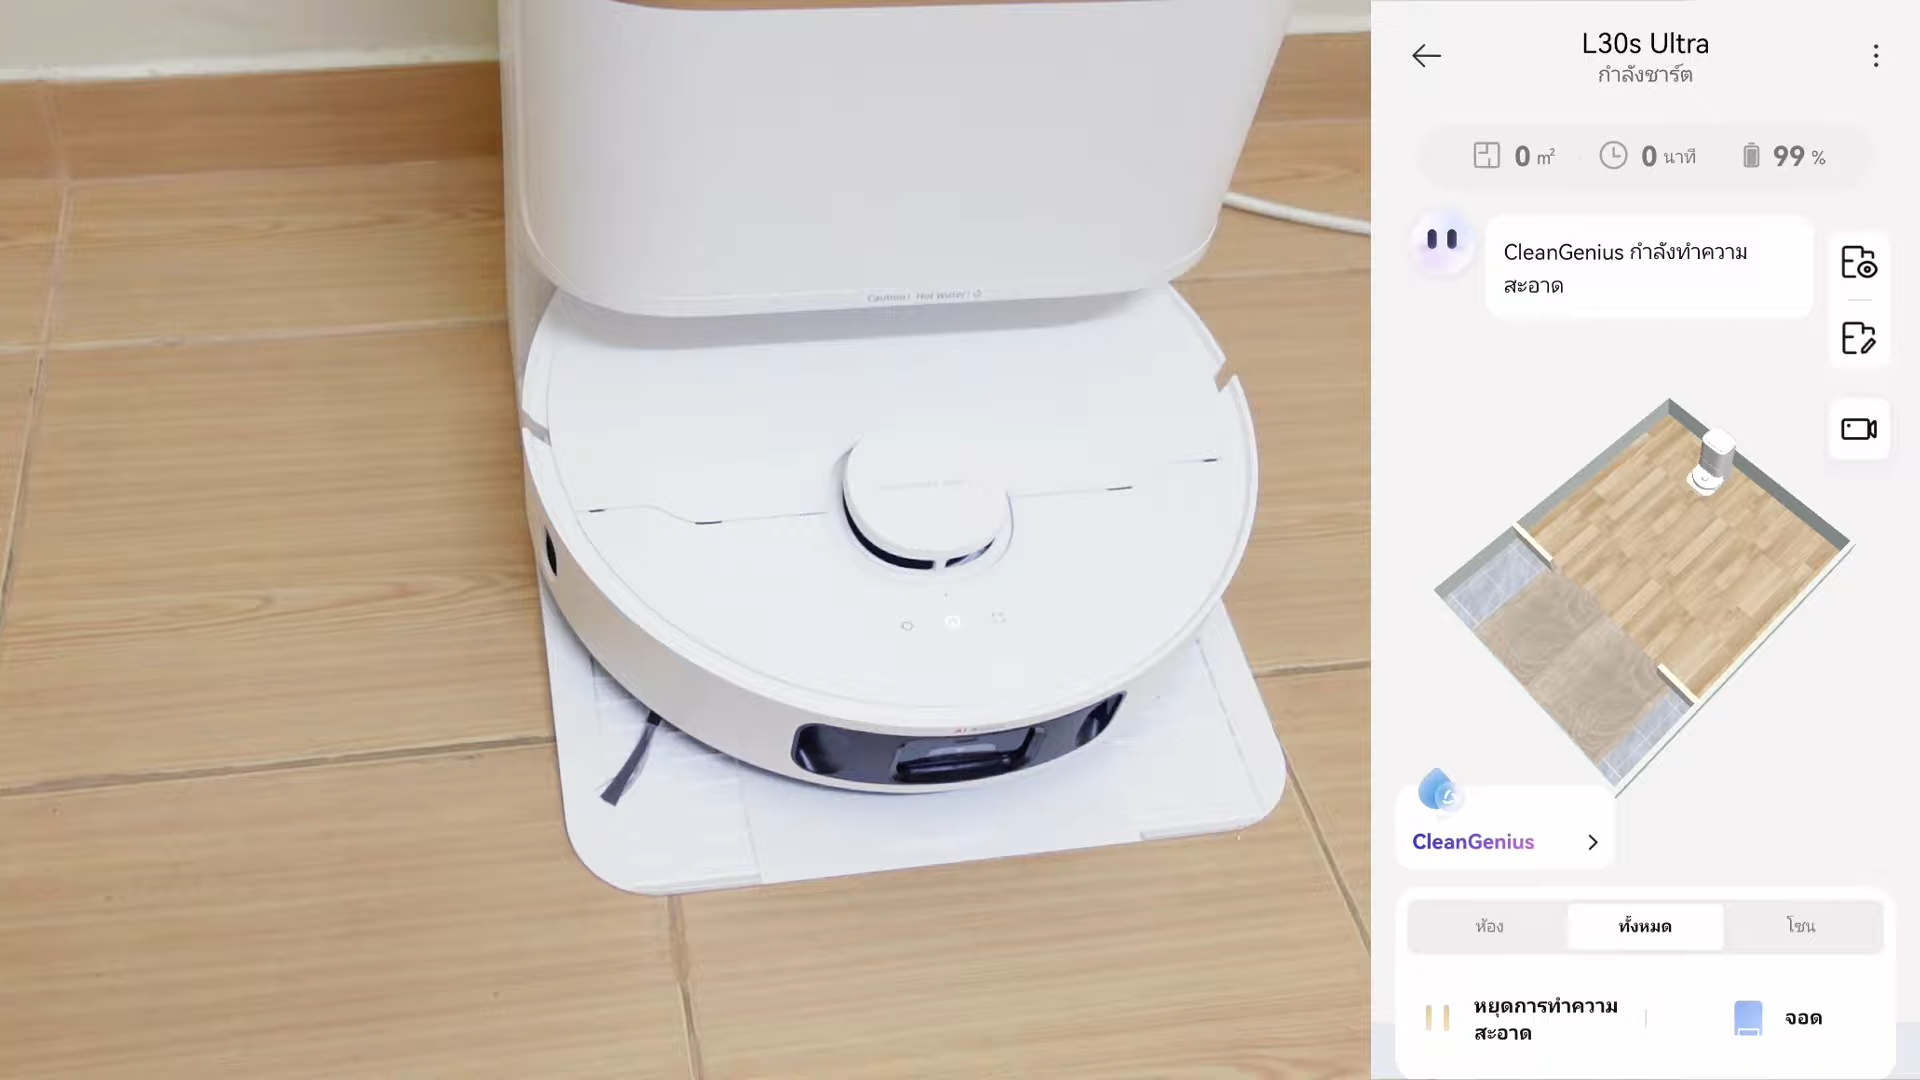 Caution! Hot Water!
L30s Ultra
กำลังชาร์ต
0 m²
0 นาที
99 %
CleanGenius กำลังทำความ
สะอาด
CleanGenius
ห้อง
ทั้งหมด
โซน
หยุดการทำความ
สะอาด
จอด